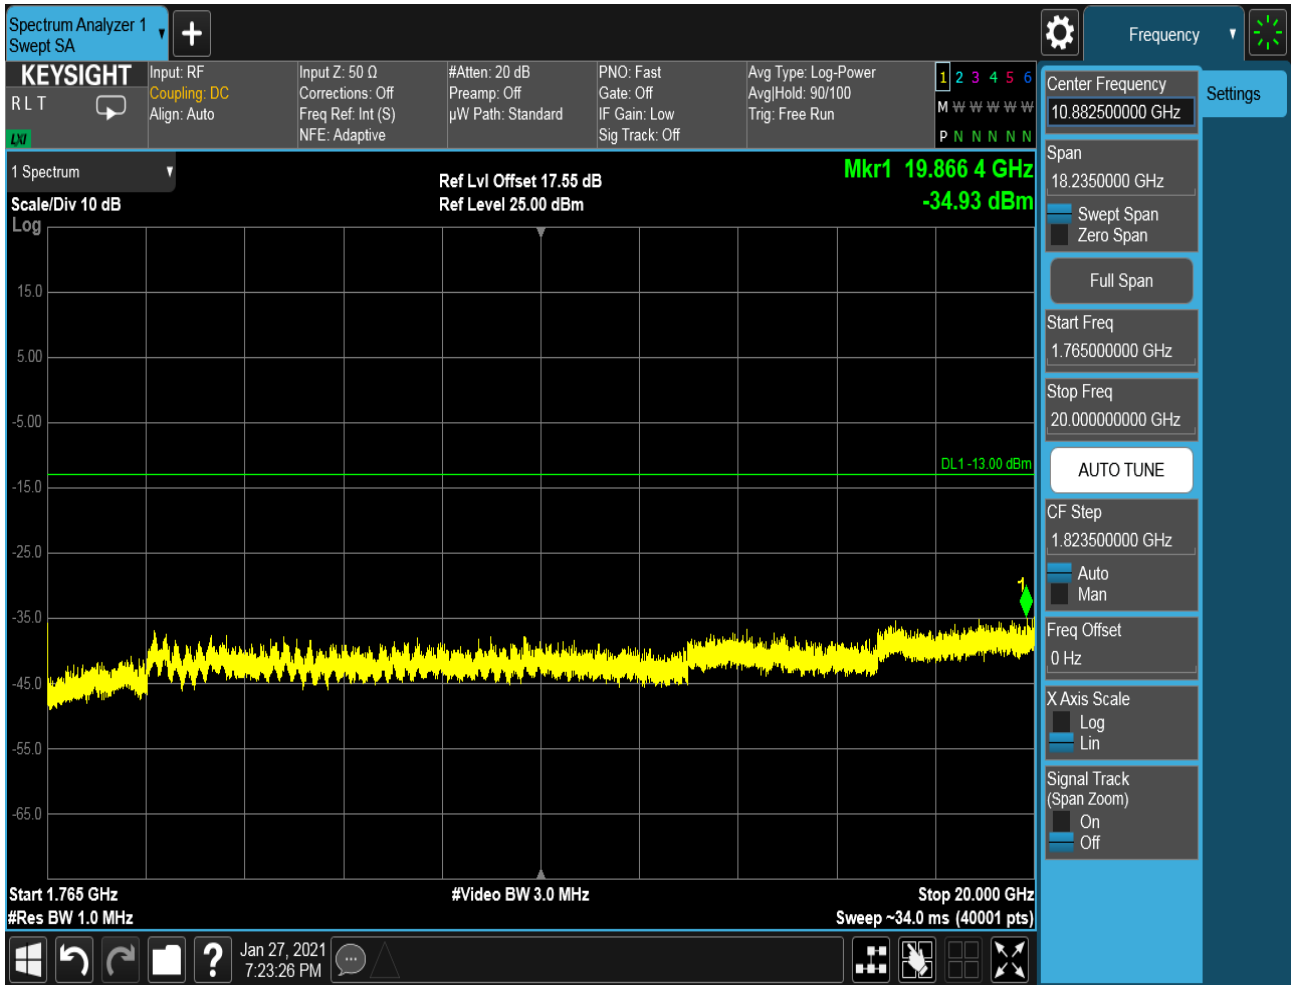 Spectrum Analyzer 1
Swept SA
Frequency
KEYSIGHT
R L T
LXI
Input: RF
Coupling: DC
Align: Auto
Input Z: 50 Ω
Corrections: Off
Freq Ref: Int (S)
NFE: Adaptive
#Atten: 20 dB
Preamp: Off
µW Path: Standard
PNO: Fast
Gate: Off
IF Gain: Low
Sig Track: Off
Avg Type: Log-Power
Avg|Hold: 90/100
Trig: Free Run
1 2 3 4 5 6
M W W W W W
P N N N N N
1 Spectrum
Scale/Div 10 dB
Log
Ref Lvl Offset 17.55 dB
Ref Level 25.00 dBm
Mkr1 19.866 4 GHz
-34.93 dBm
15.0
5.00
-5.00
DL1 -13.00 dBm
-15.0
-25.0
1
-35.0
-45.0
-55.0
-65.0
Start 1.765 GHz
#Res BW 1.0 MHz
#Video BW 3.0 MHz
Stop 20.000 GHz
Sweep ~34.0 ms (40001 pts)
?
Jan 27, 2021
7:23:26 PM
Center Frequency
10.882500000 GHz
Settings
Span
18.2350000 GHz
Swept Span
Zero Span
Full Span
Start Freq
1.765000000 GHz
Stop Freq
20.000000000 GHz
AUTO TUNE
CF Step
1.823500000 GHz
Auto
Man
Freq Offset
0 Hz
X Axis Scale
Log
Lin
Signal Track
(Span Zoom)
On
Off